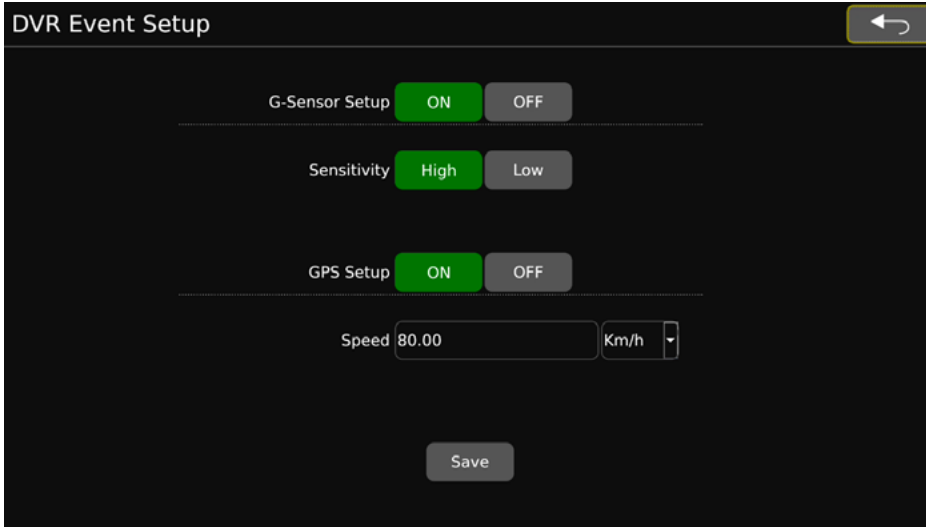 DVR Event Setup
G-Sensor Setup ON OFF
Sensitivity High Low
GPS Setup ON OFF
Speed 80.00 Km/h
Save